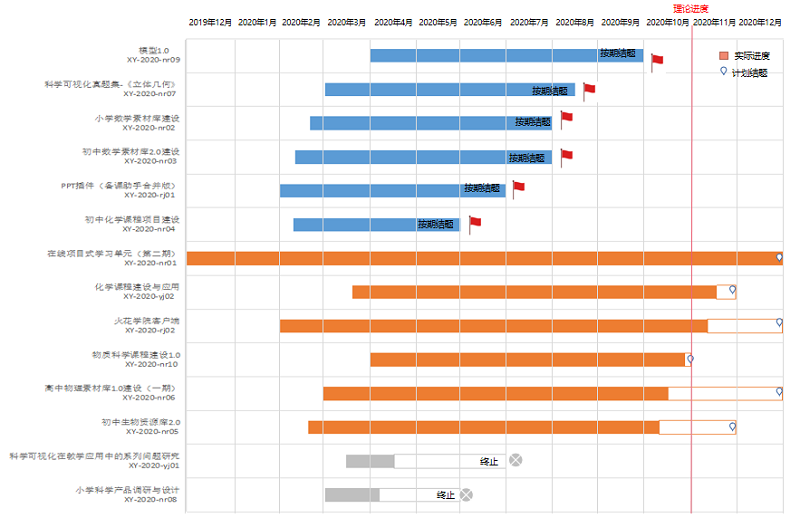 理论进度
2019年12月 2020年1月 2020年2月 2020年3月 2020年4月 2020年5月 2020年6月 2020年7月 2020年8月 2020年9月 2020年10月 2020年11月 2020年12月
实际进度
计划结题
模型1.0
XY-2020-nr09
按期结题
科学可视化真题集-《立体几何》
XY-2020-nr07
按期结题
小学数学素材库建设
XY-2020-nr02
按期结题
初中数学素材库2.0建设
XY-2020-nr03
按期结题
PPT插件（备课助手合并版）
XY-2020-rj01
按期结题
初中化学课程项目建设
XY-2020-nr04
按期结题
在线项目式学习单元（第二期）
XY-2020-nr01
化学课程建设与应用
XY-2020-yj02
火花学院客户端
XY-2020-rj02
物质科学课程建设1.0
XY-2020-nr10
高中物理素材库1.0建设（一期）
XY-2020-nr06
初中生物资源库2.0
XY-2020-nr05
科学可视化在教学应用中的系列问题研究
XY-2020-yj01
终止
小学科学产品调研与设计
XY-2020-nr08
终止